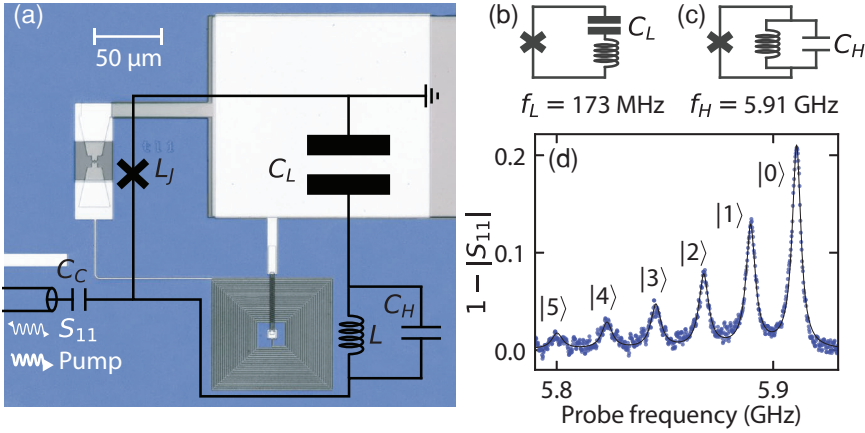 (a)
50 μm
L_J
C_L
C_C
S_11
Pump
L
C_H
(b)
C_L
f_L = 173 MHz
(c)
C_H
f_H = 5.91 GHz
(d)
1 − |S_11|
0.2
0.1
0.0
|5⟩
|4⟩
|3⟩
|2⟩
|1⟩
|0⟩
5.8
5.9
Probe frequency (GHz)